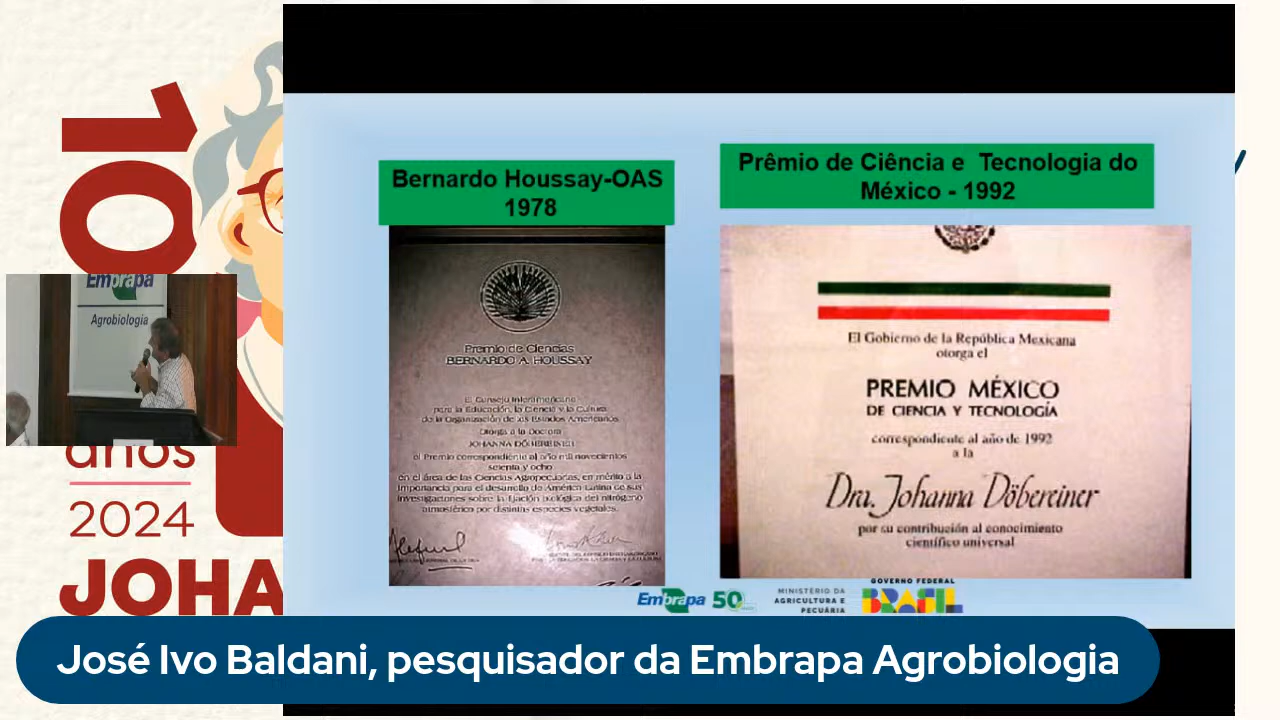 100
anos
2024
JOHA
Embrapa
Agrobiologia
Bernardo Houssay-OAS
1978
Premio de Ciencias
BERNARDO A. HOUSSAY
El Consejo Interamericano
para la Educación, la Ciencia y la Cultura
de la Organización de los Estados Americanos
Otorga a la Doctora
JOHANNA DÖBEREINER
el Premio correspondiente al año mil novecientos
setenta y ocho
en el área de las Ciencias Agropecuarias, en mérito a la
importancia para el desarrollo de América Latina de sus
investigaciones sobre la fijación biológica del nitrógeno
atmosférico por distintas especies vegetales.
Prêmio de Ciência e Tecnologia do
México - 1992
El Gobierno de la República Mexicana
otorga el
PREMIO MÉXICO
DE CIENCIA Y TECNOLOGÍA
correspondiente al año de 1992
a la
Dra. Johanna Döbereiner
por su contribución al conocimiento
científico universal
Embrapa 50
MINISTÉRIO DA
AGRICULTURA E
PECUÁRIA
GOVERNO FEDERAL
BRASIL
José Ivo Baldani, pesquisador da Embrapa Agrobiologia